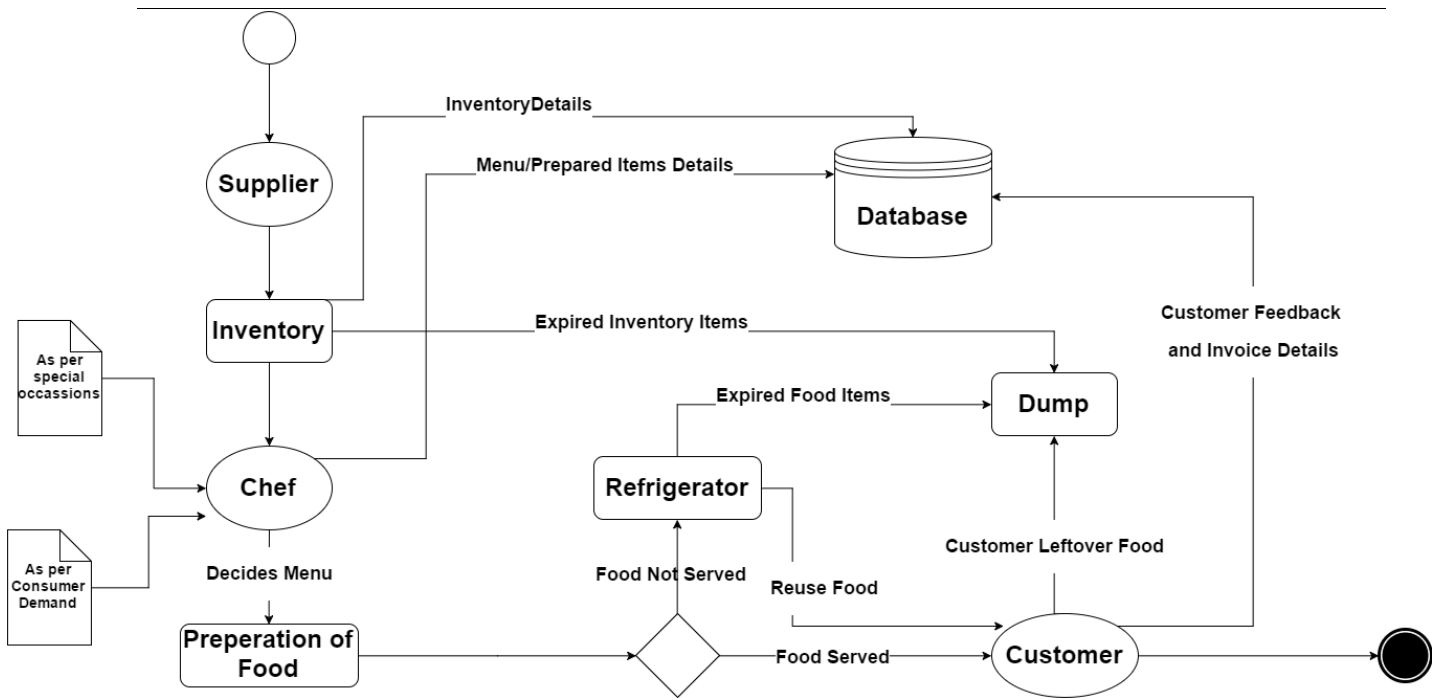 InventoryDetails
Menu/Prepared Items Details
Supplier
Database
Inventory
Expired Inventory Items
Customer Feedback
and Invoice Details
As per
special
occassions
Expired Food Items
Dump
Chef
Refrigerator
As per
Consumer
Demand
Decides Menu
Food Not Served
Reuse Food
Customer Leftover Food
Preperation of
Food
Food Served
Customer